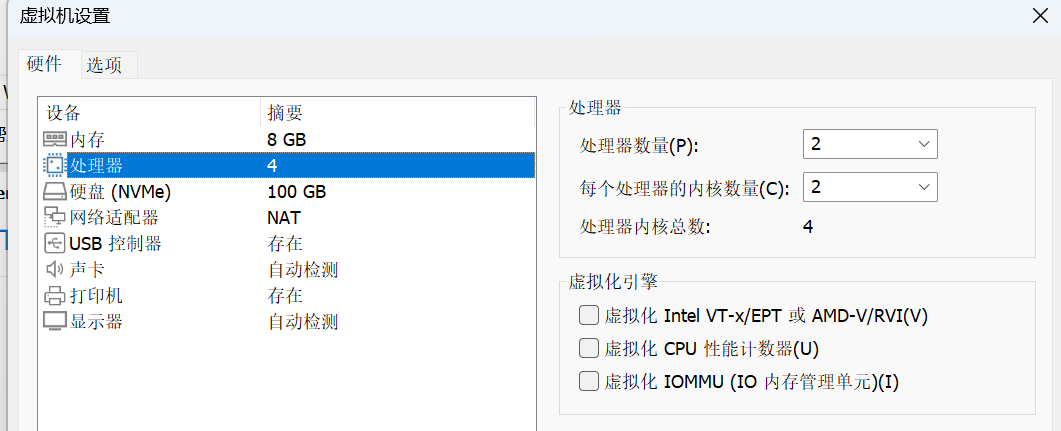 虚拟机设置
硬件 选项
设备 摘要
内存 8 GB
处理器 4
硬盘 (NVMe) 100 GB
网络适配器 NAT
USB 控制器 存在
声卡 自动检测
打印机 存在
显示器 自动检测
处理器
处理器数量(P): 2
每个处理器的内核数量(C): 2
处理器内核总数: 4
虚拟化引擎
虚拟化 Intel VT-x/EPT 或 AMD-V/RVI(V)
虚拟化 CPU 性能计数器(U)
虚拟化 IOMMU (IO 内存管理单元)(I)